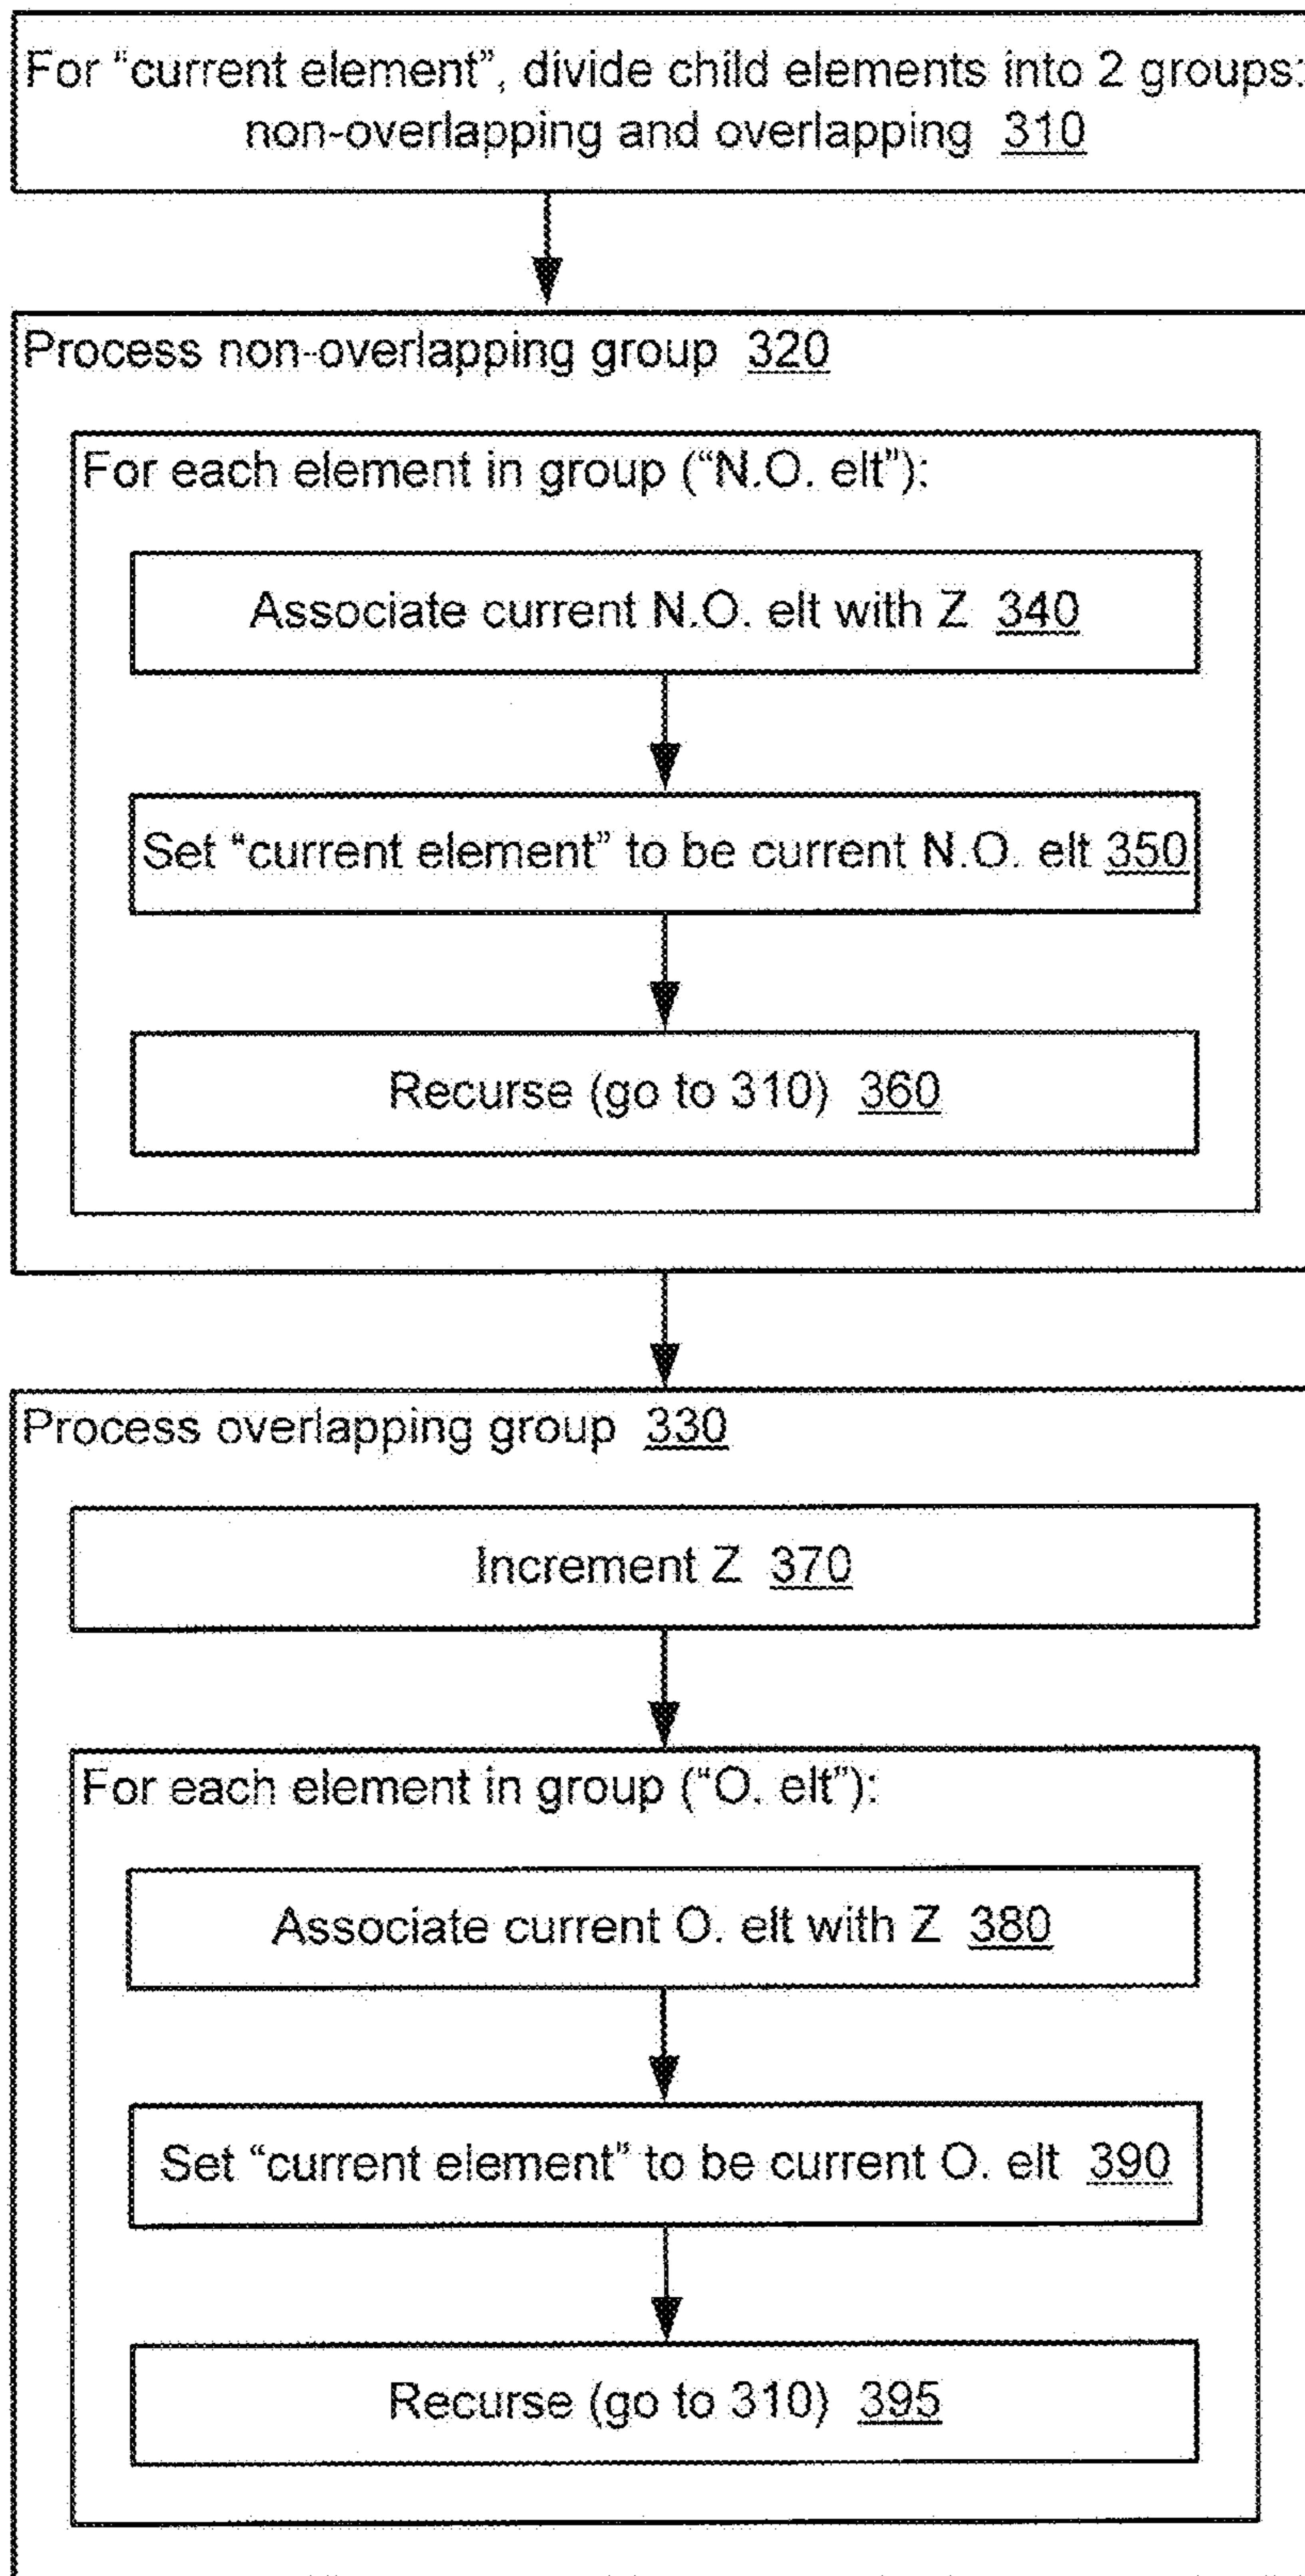 For “current element”, divide child elements into 2 groups:
non-overlapping and overlapping 310
Process non-overlapping group 320
For each element in group (“N.O. elt”):
Associate current N.O. elt with Z 340
Set “current element” to be current N.O. elt 350
Recurse (go to 310) 360
Process overlapping group 330
Increment Z 370
For each element in group (“O. elt”):
Associate current O. elt with Z 380
Set “current element” to be current O. elt 390
Recurse (go to 310) 395